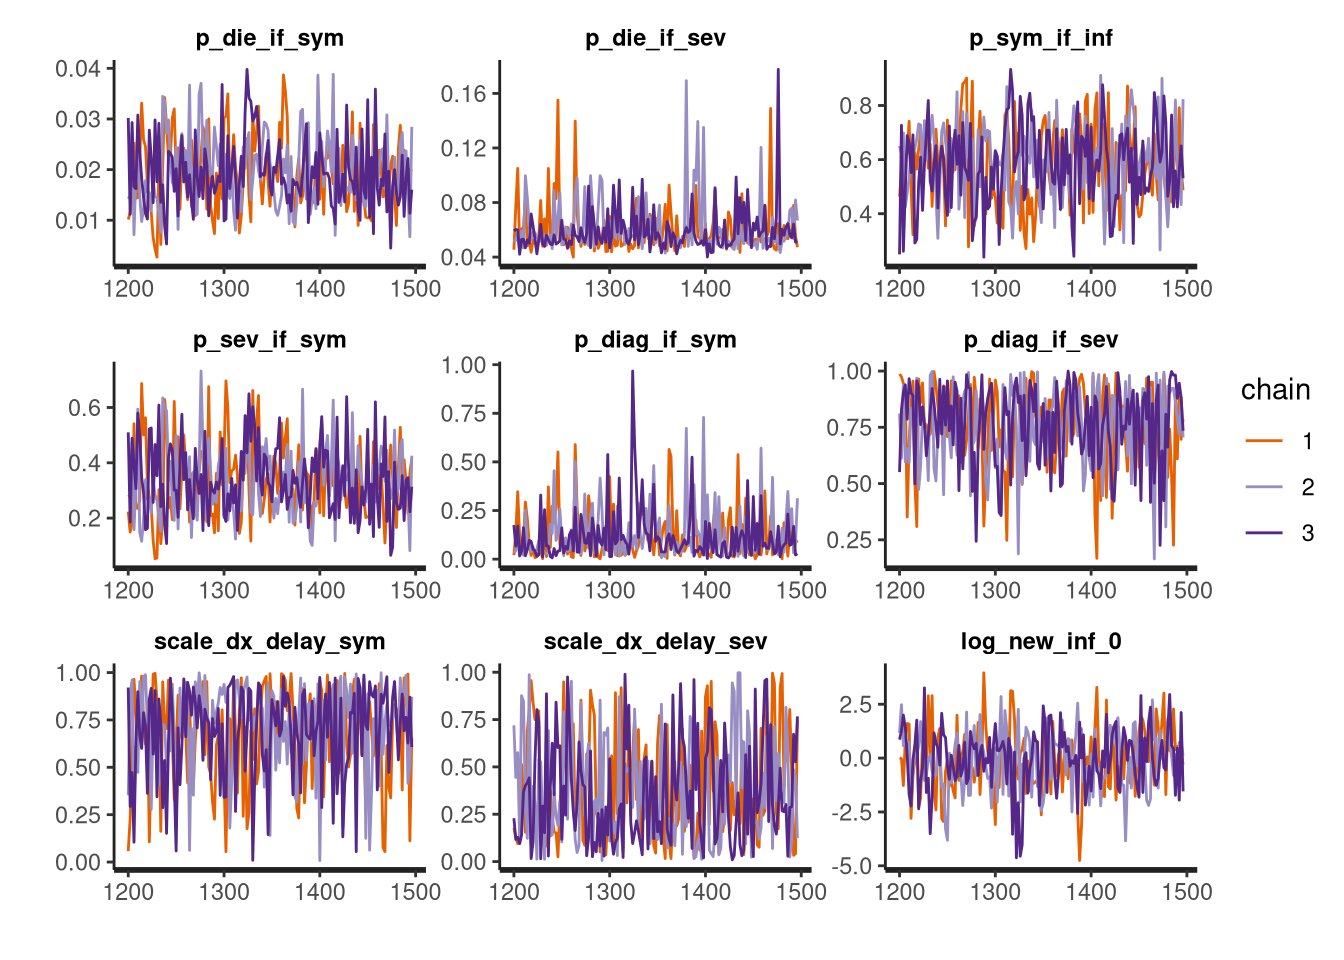 p_die_if_sym
p_die_if_sev
p_sym_if_inf
0.04
0.03
0.02
0.01
0.16
0.12
0.08
0.04
0.8
0.6
0.4
1200 1300 1400 1500
1200 1300 1400 1500
1200 1300 1400 1500
p_sev_if_sym
p_diag_if_sym
p_diag_if_sev
0.6
0.4
0.2
1.00
0.75
0.50
0.25
0.00
1.00
0.75
0.50
0.25
1200 1300 1400 1500
1200 1300 1400 1500
1200 1300 1400 1500
chain
1
2
3
scale_dx_delay_sym
scale_dx_delay_sev
log_new_inf_0
1.00
0.75
0.50
0.25
0.00
1.00
0.75
0.50
0.25
0.00
2.5
0.0
-2.5
-5.0
1200 1300 1400 1500
1200 1300 1400 1500
1200 1300 1400 1500